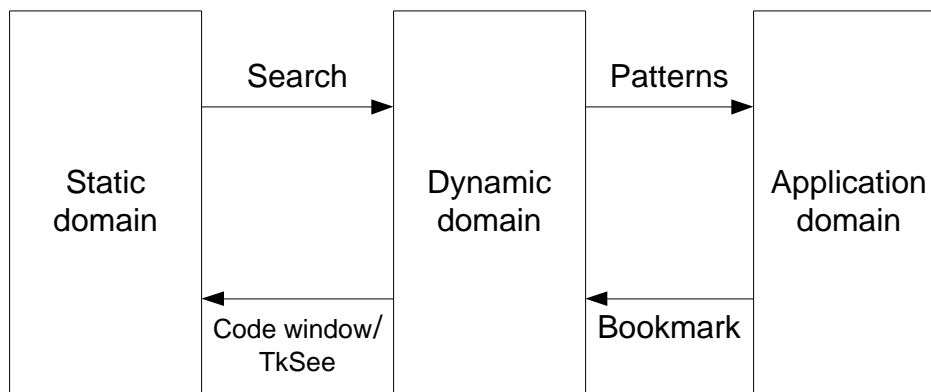 Search
Patterns
Static
domain
Dynamic
domain
Application
domain
Code window/
TkSee
Bookmark